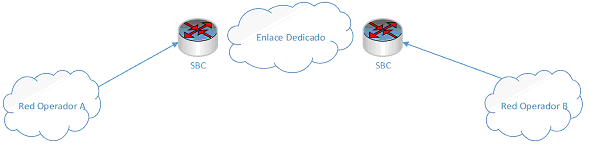 Enlace Dedicado
SBC
SBC
Red Operador A
Red Operador B